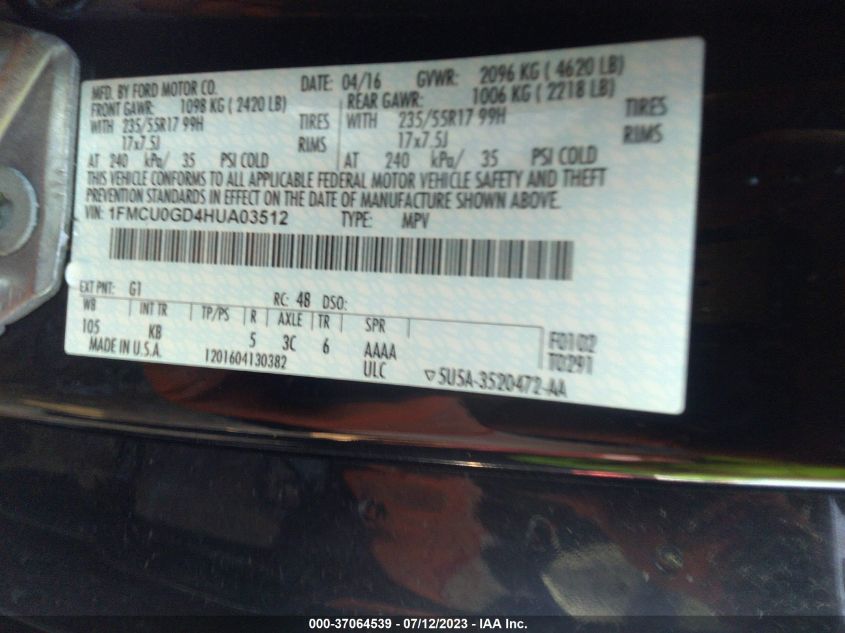 MFD. BY FORD MOTOR CO. DATE: 04/16 GVWR: 2096 KG ( 4620 LB)
FRONT GAWR: 1098 KG ( 2420 LB) REAR GAWR: 1006 KG ( 2218 LB)
WITH 235/55R17 99H TIRES WITH 235/55R17 99H TIRES
17x7.5J RIMS 17x7.5J RIMS
AT 240 kPa/ 35 PSI COLD AT 240 kPa/ 35 PSI COLD
THIS VEHICLE CONFORMS TO ALL APPLICABLE FEDERAL MOTOR VEHICLE SAFETY AND THEFT
PREVENTION STANDARDS IN EFFECT ON THE DATE OF MANUFACTURE SHOWN ABOVE.
VIN: 1FMCU0GD4HUA03512 TYPE: MPV
EXT PNT: G1 RC: 48 DSO:
WB INT TR TP/PS R AXLE TR SPR
105 KB 5 3C 6 AAAA F0102
MADE IN U.S.A. 1201604130382 ULC T0291
▽5U5A-3520472-AA
000-37064539 - 07/12/2023 - IAA Inc.